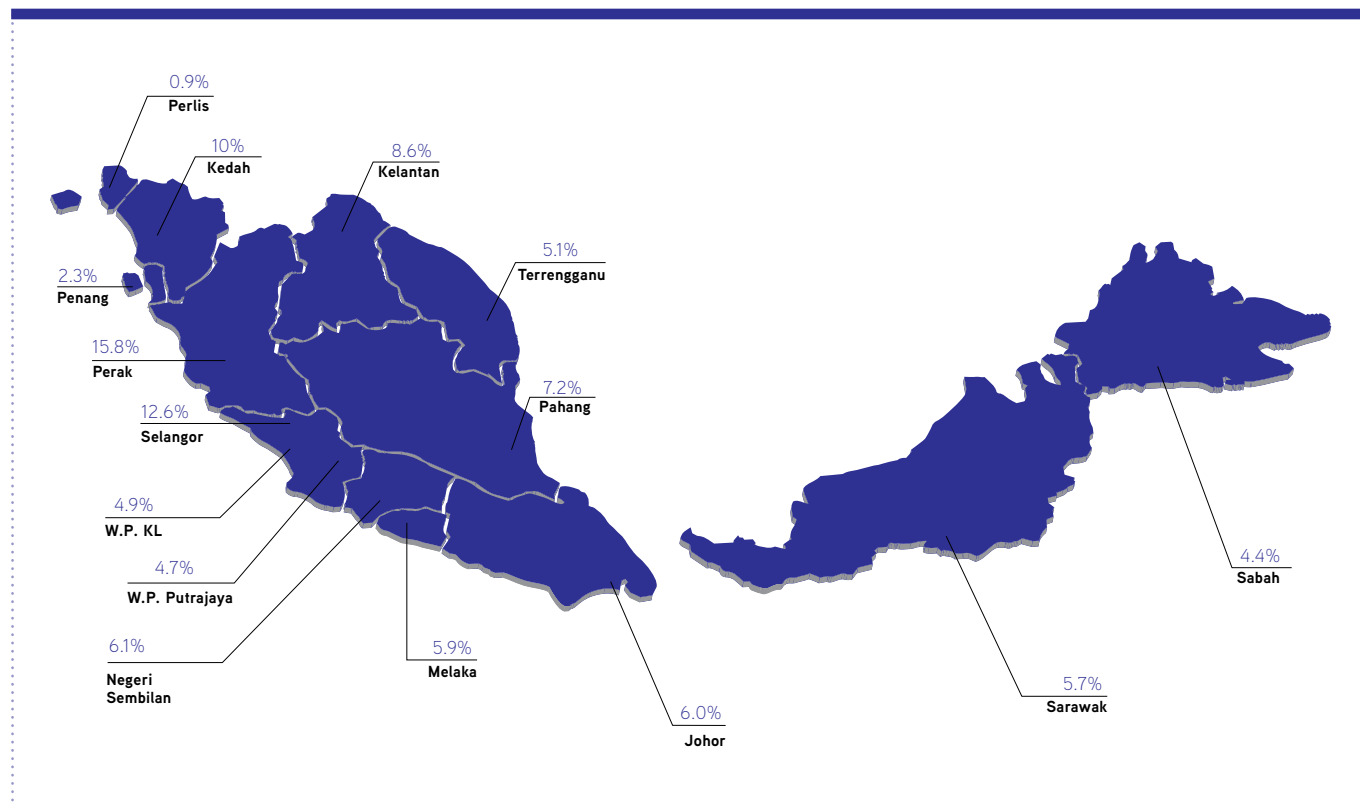 0.9%
Perlis
10%
Kedah
8.6%
Kelantan
5.1%
Terrengganu
2.3%
Penang
15.8%
Perak
7.2%
Pahang
12.6%
Selangor
4.9%
W.P. KL
4.7%
W.P. Putrajaya
6.1%
Negeri
Sembilan
5.9%
Melaka
6.0%
Johor
5.7%
Sarawak
4.4%
Sabah